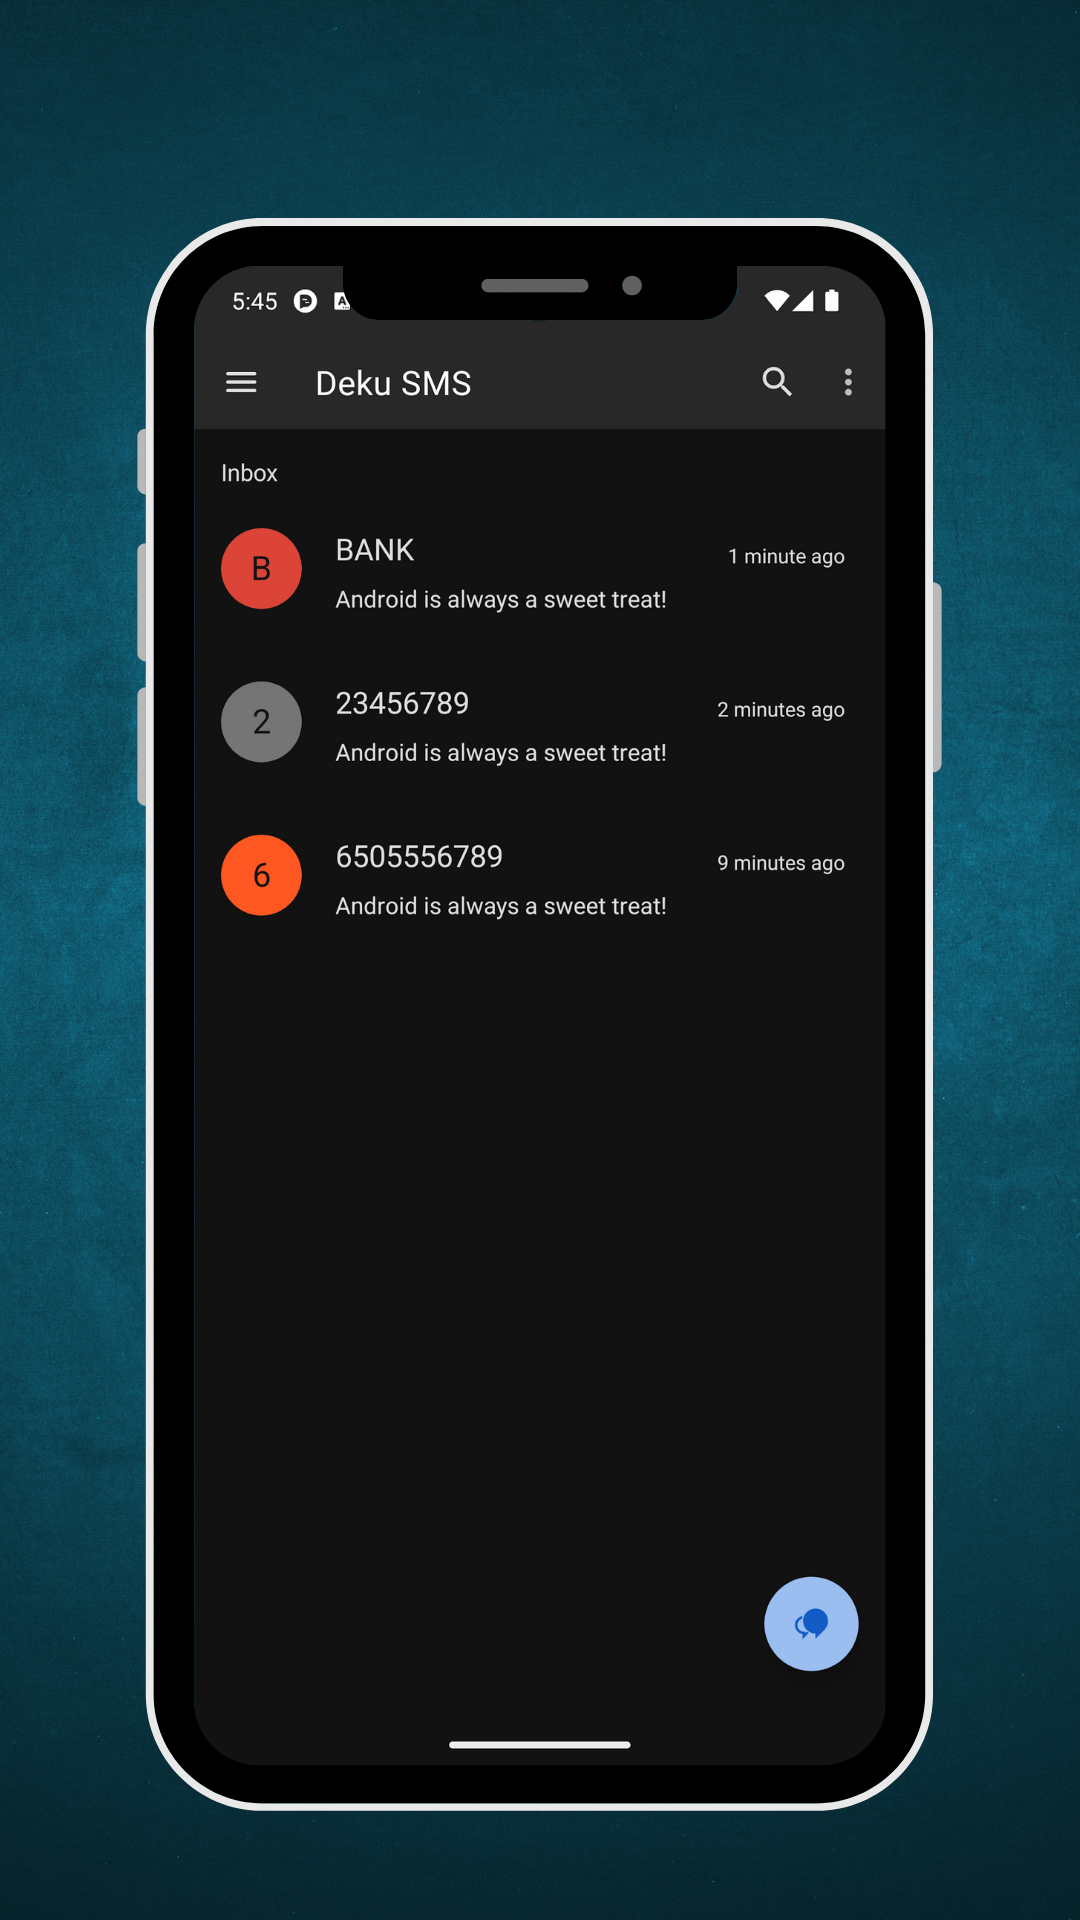 5:45
Deku SMS
Inbox
B
BANK
1 minute ago
Android is always a sweet treat!
2
23456789
2 minutes ago
Android is always a sweet treat!
6
6505556789
9 minutes ago
Android is always a sweet treat!